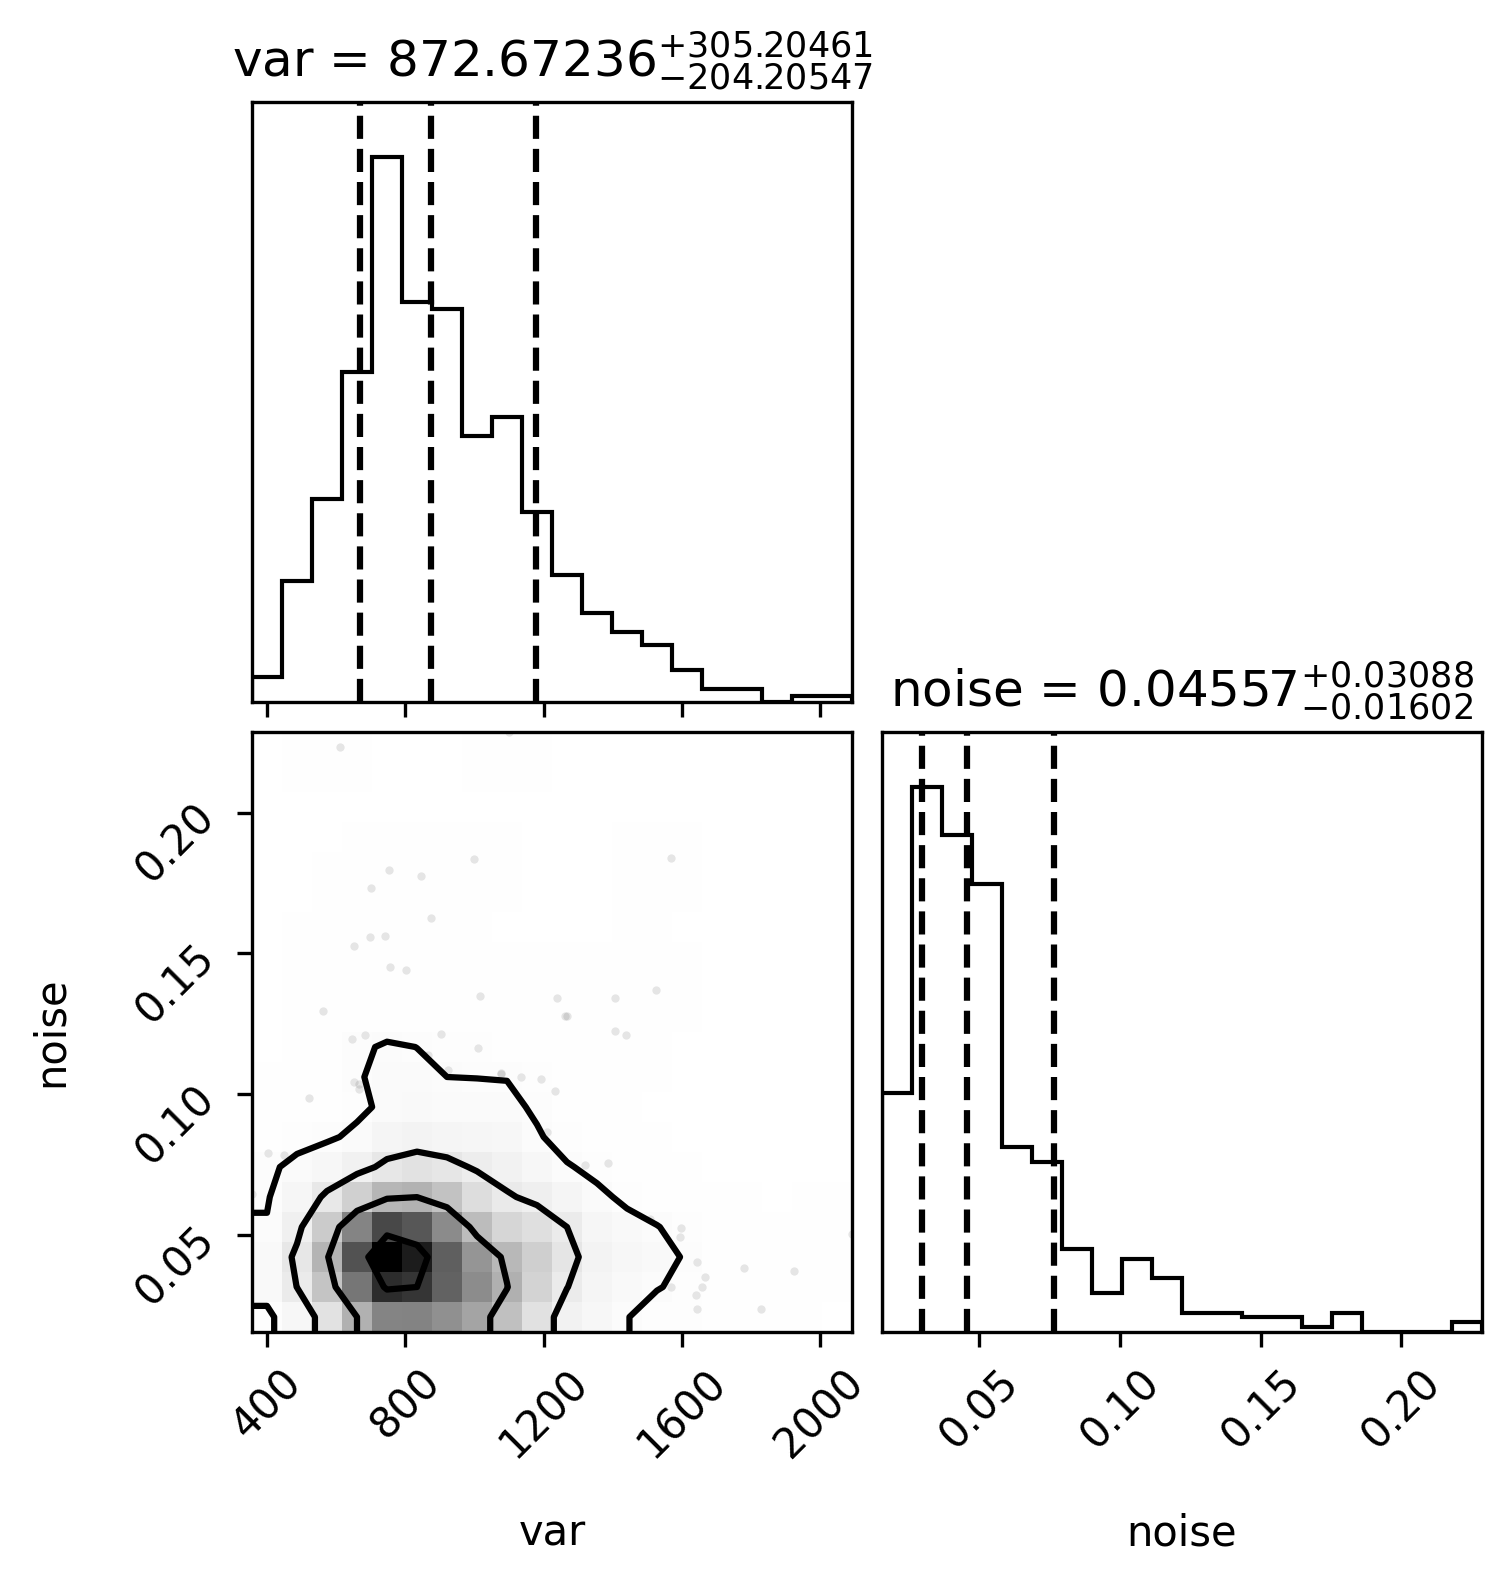 var = 872.67236 +305.20461 −204.20547
noise = 0.04557 +0.03088 −0.01602
0.20
0.15
0.10
0.05
noise
400 800 1200 1600 2000
0.05 0.10 0.15 0.20
var
noise